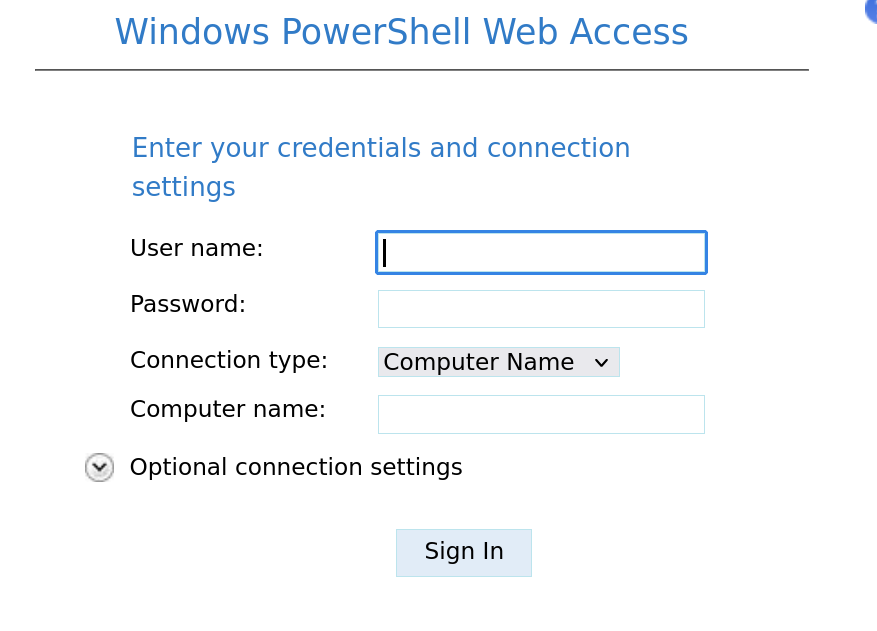 Windows PowerShell Web Access
Enter your credentials and connection
settings
User name:
Password:
Connection type:
Computer Name
Computer name:
Optional connection settings
Sign In